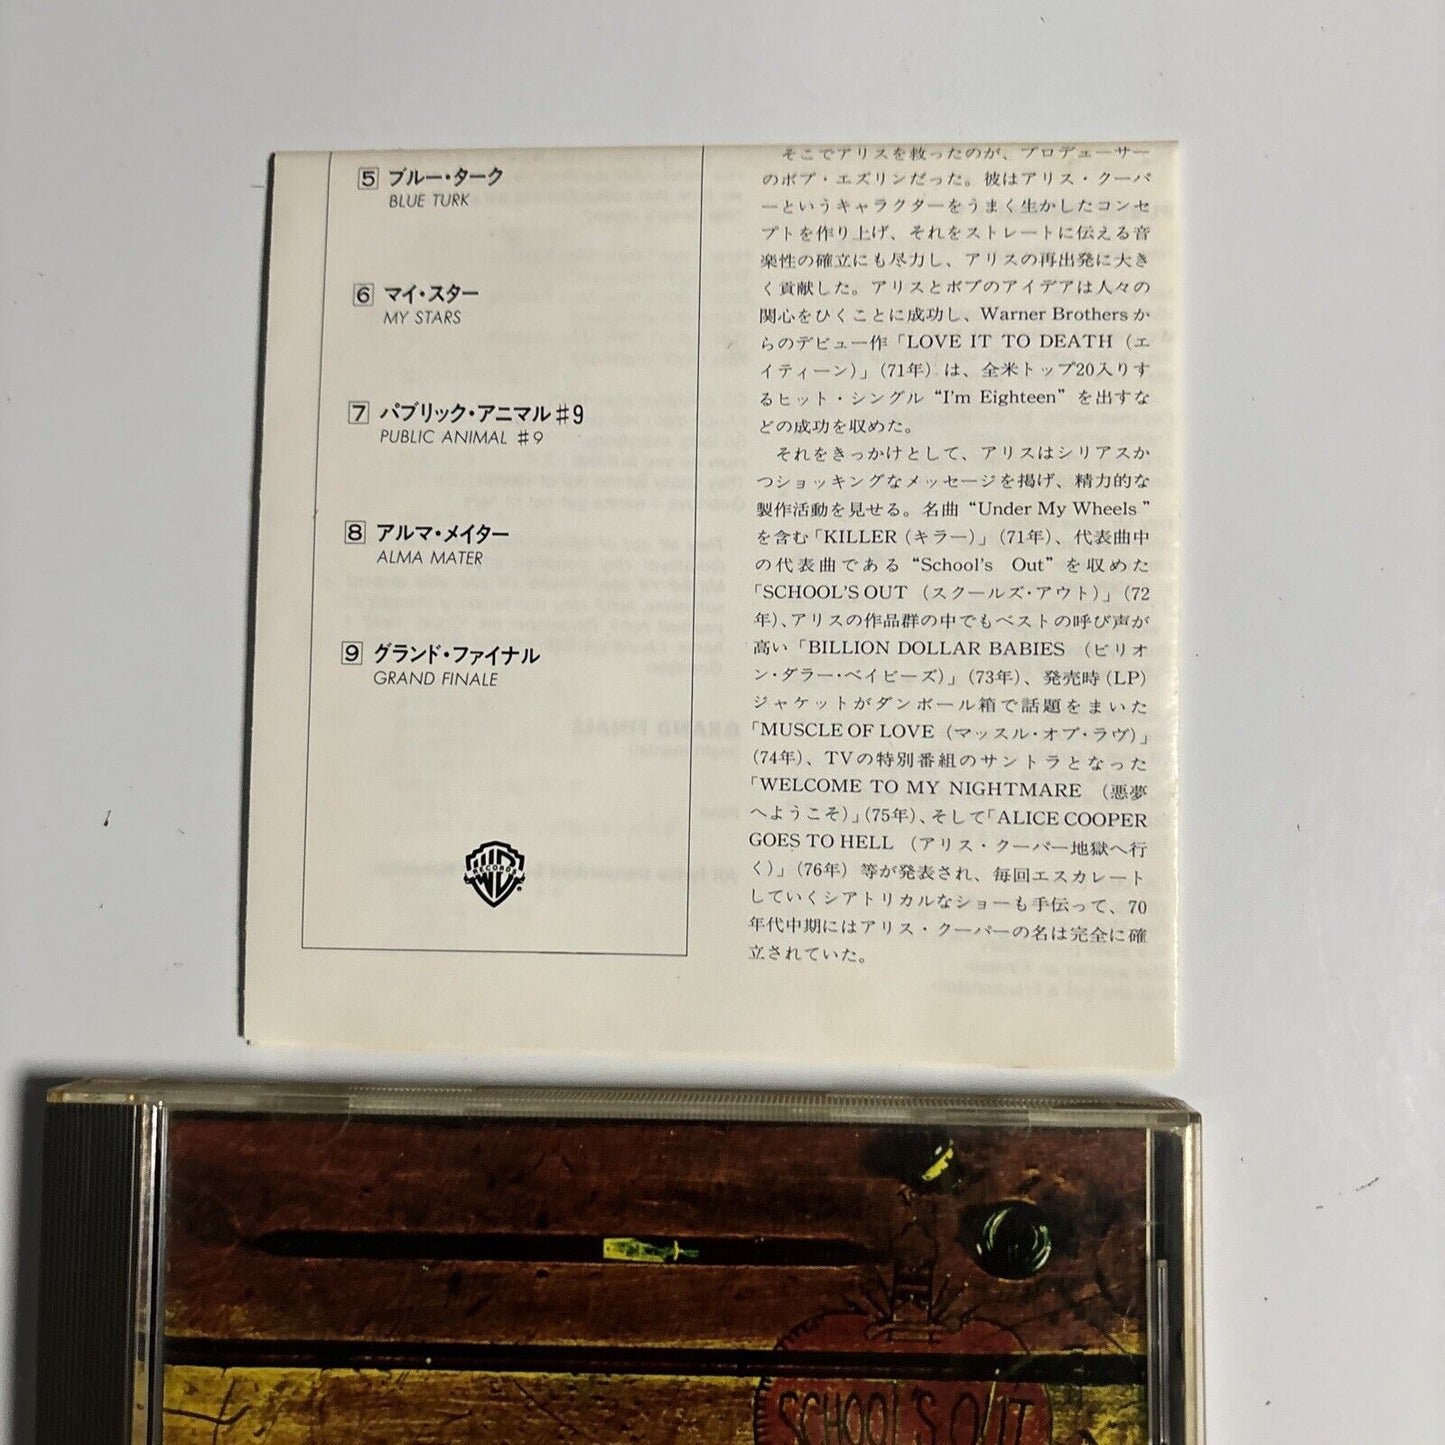 5 ブルー・ターク
BLUE TURK
6 マイ・スター
MY STARS
7 パブリック・アニマル♯9
PUBLIC ANIMAL ♯9
8 アルマ・メイター
ALMA MATER
9 グランド・ファイナル
GRAND FINALE
WB
RECORDS
®
そこでアリスを救ったのが、プロデューサー
のボブ・エズリンだった。彼はアリス・クーパ
ーというキャラクターをうまく生かしたコンセ
プトを作り上げ、それをストレートに伝える音
楽性の確立にも尽力し、アリスの再出発に大き
く貢献した。アリスとボブのアイデアは人々の
関心をひくことに成功し、Warner Brothersか
らのデビュー作「LOVE IT TO DEATH（エ
イティーン）」（71年）は、全米トップ20入りす
るヒット・シングル“I'm Eighteen”を出すな
どの成功を収めた。
それをきっかけとして、アリスはシリアスか
つショッキングなメッセージを掲げ、精力的な
製作活動を見せる。名曲“Under My Wheels”
を含む「KILLER（キラー）」（71年）、代表曲中
の代表曲である“School's Out”を収めた
「SCHOOL'S OUT（スクールズ・アウト）」（72
年）、アリスの作品群の中でもベストの呼び声が
高い「BILLION DOLLAR BABIES（ビリオ
ン・ダラー・ベイビーズ）」（73年）、発売時（LP）
ジャケットがダンボール箱で話題をまいた
「MUSCLE OF LOVE（マッスル・オブ・ラヴ）」
（74年）、TVの特別番組のサントラとなった
「WELCOME TO MY NIGHTMARE（悪夢
へようこそ）」（75年）、そして「ALICE COOPER
GOES TO HELL（アリス・クーパー地獄へ行
く）」（76年）等が発表され、毎回エスカレート
していくシアトリカルなショーも手伝って、70
年代中期にはアリス・クーパーの名は完全に確
立されていた。
SCHOOL'S OUT